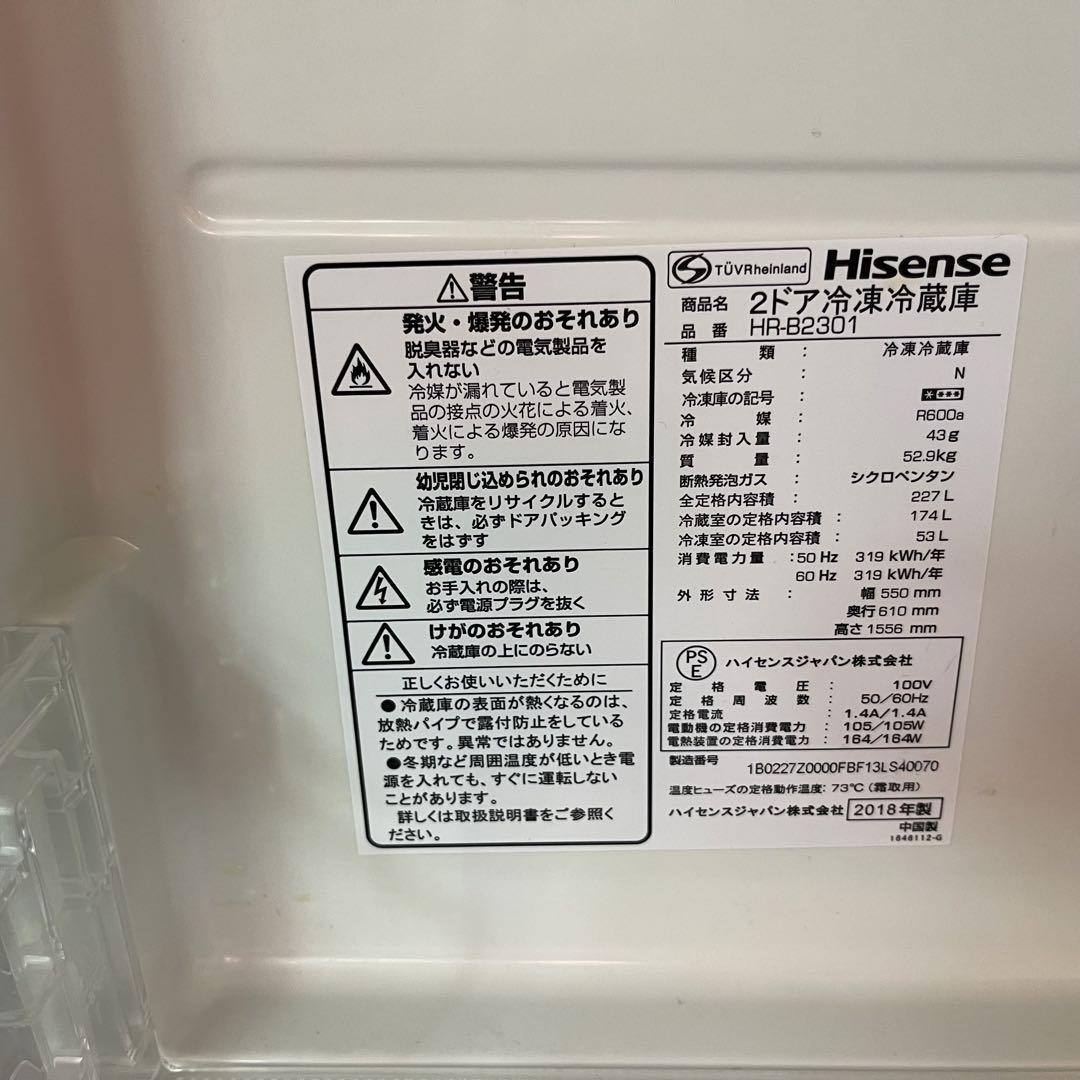 警告
発火・爆発のおそれあり
脱臭器などの電気製品を
入れない
冷媒が漏れていると電気製
品の接点の火花による着火、
着火による爆発の原因にな
ります。
幼児閉じ込められのおそれあり
冷蔵庫をリサイクルすると
きは、必ずドアパッキング
をはずす
感電のおそれあり
お手入れの際は、
必ず電源プラグを抜く
けがのおそれあり
冷蔵庫の上にのらない
正しくお使いいただくために
●冷蔵庫の表面が熱くなるのは、
放熱パイプで露付防止をしている
ためです。異常ではありません。
●冬期など周囲温度が低いとき電
源を入れても、すぐに運転しない
ことがあります。
詳しくは取扱説明書をご参照く
ださい。
TÜVRheinland
Hisense
商品名 2ドア冷凍冷蔵庫
品番 HR-B2301
種類 : 冷凍冷蔵庫
気候区分 : N
冷凍庫の記号 : * ***
冷媒 : R600a
冷媒封入量 : 43g
質量 : 52.9kg
断熱発泡ガス : シクロペンタン
全定格内容積 : 227L
冷蔵室の定格内容積 : 174L
冷凍室の定格内容積 : 53L
消費電力量 :50 Hz 319 kWh/年
60 Hz 319 kWh/年
外形寸法 : 幅 550 mm
奥行 610 mm
高さ 1556 mm
PSE ハイセンスジャパン株式会社
定格電圧 : 100V
定格周波数 : 50/60Hz
定格電流 : 1.4A/1.4A
電動機の定格消費電力 : 105/105W
電熱装置の定格消費電力 : 164/164W
製造番号 1B0227Z0000FBF13LS40070
温度ヒューズの定格動作温度: 73℃(霜取用)
ハイセンスジャパン株式会社 2018年製
中国製
1848112-G